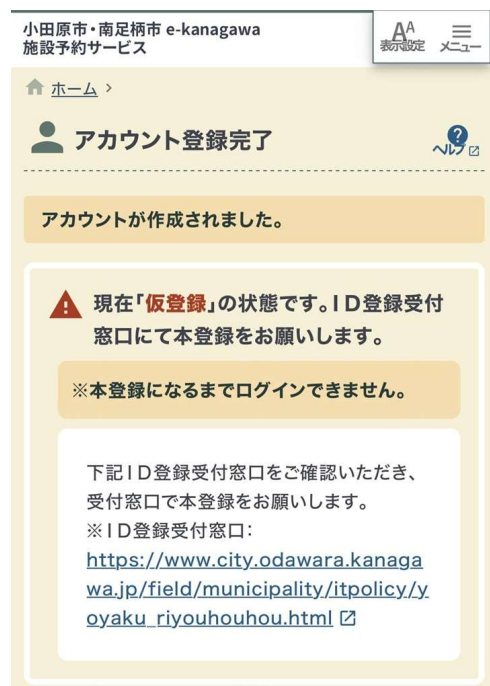 小田原市・南足柄市 e-kanagawa
施設予約サービス
AA
表示設定
メニュー
ホーム ›
アカウント登録完了
?
ヘルプ
アカウントが作成されました。
現在「仮登録」の状態です。ID登録受付
窓口にて本登録をお願いします。
※本登録になるまでログインできません。
下記ID登録受付窓口をご確認いただき、
受付窓口で本登録をお願いします。
※ID登録受付窓口：
https://www.city.odawara.kanaga
wa.jp/field/municipality/itpolicy/y
oyaku_riyouhouhou.html